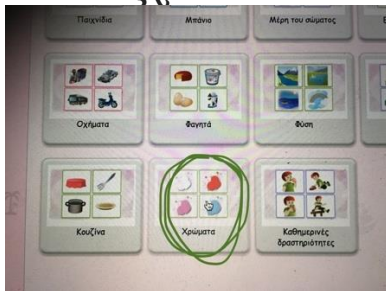 Παιχνίδια
Μπάνιο
Μέρη του σώματος
Οχήματα
Φαγητά
Φύση
Κουζίνα
Χρώματα
Καθημερινές
δραστηριότητες